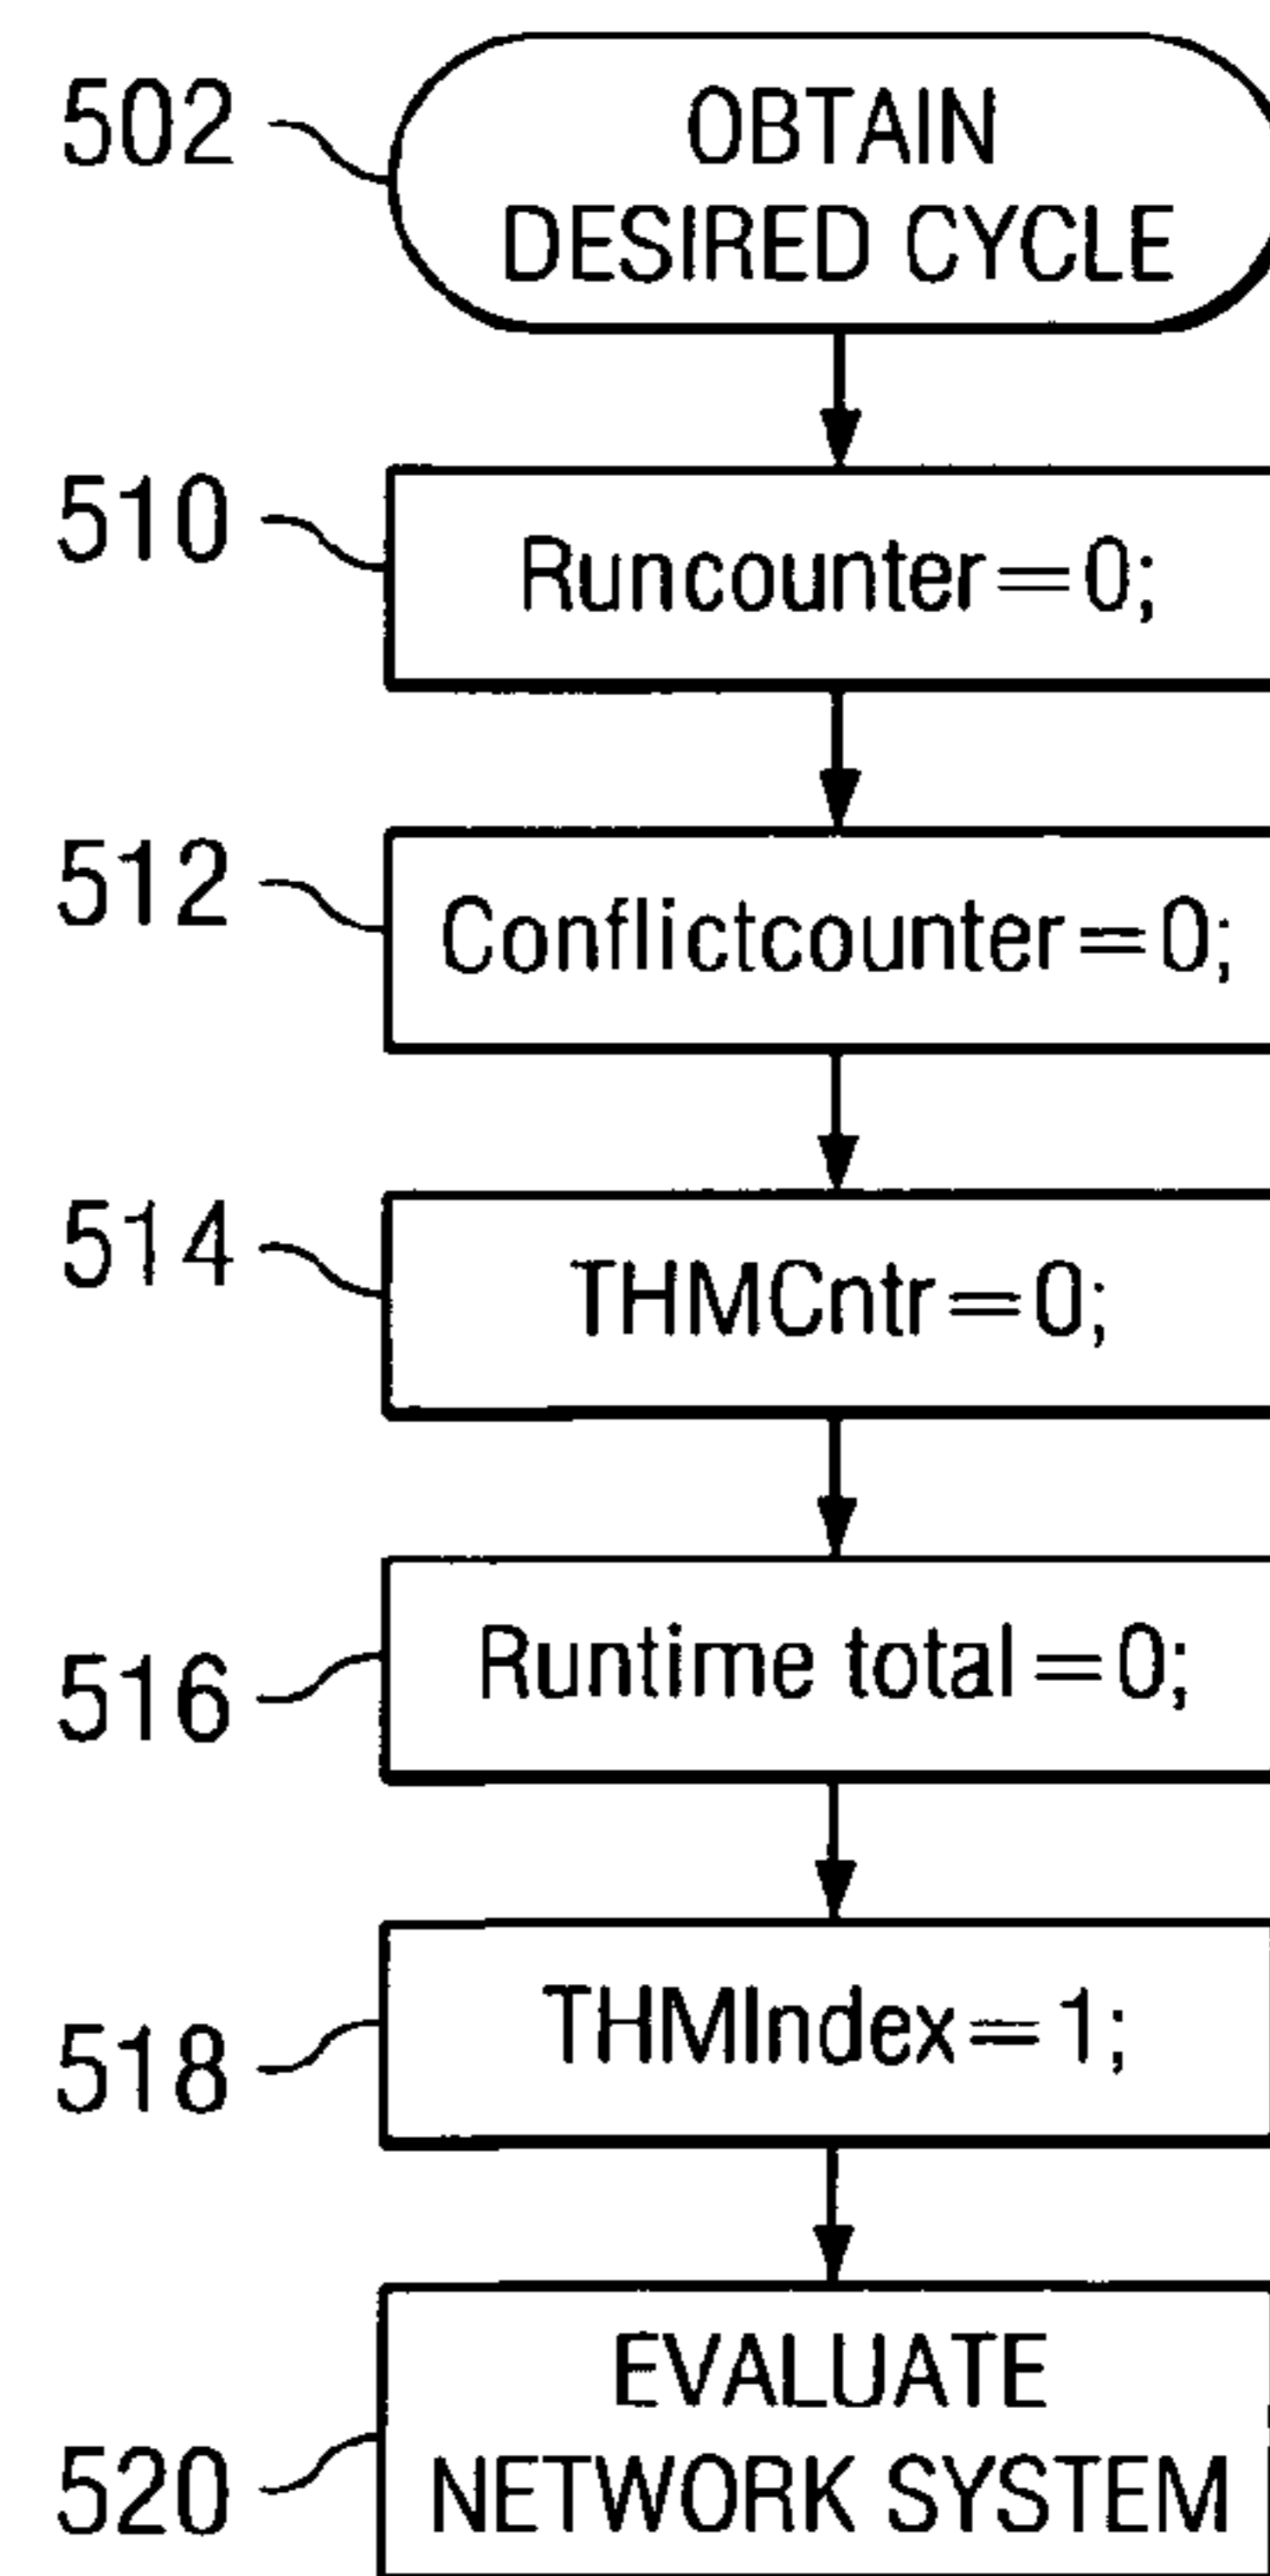 502
OBTAIN
DESIRED CYCLE
510
Runcounter=0;
512
Conflictcounter=0;
514
THMCntr=0;
516
Runtime total=0;
518
THMIndex=1;
520
EVALUATE
NETWORK SYSTEM